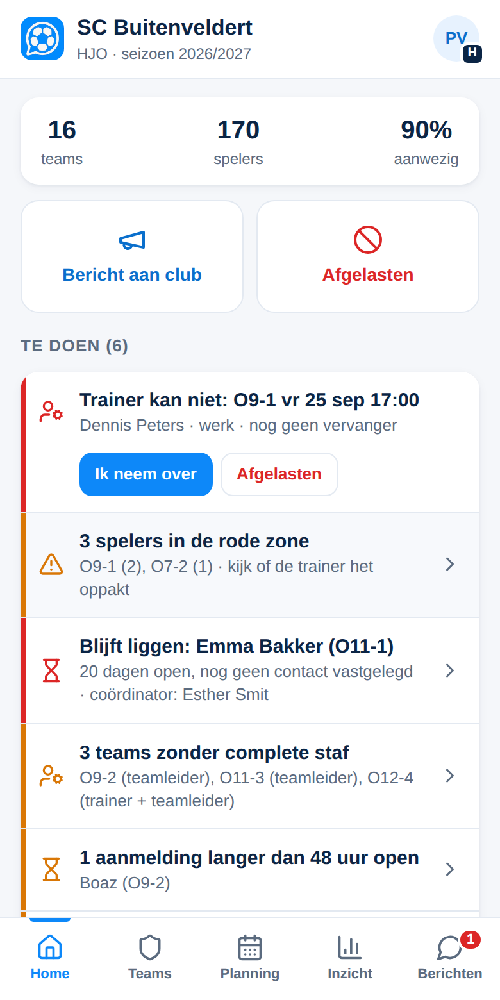 SC Buitenveldert
HJO · seizoen 2026/2027
PV
H
16
teams
170
spelers
90%
aanwezig
Bericht aan club
Afgelasten
TE DOEN (6)
Trainer kan niet: O9-1 vr 25 sep 17:00
Dennis Peters · werk · nog geen vervanger
Ik neem over
Afgelasten
3 spelers in de rode zone
O9-1 (2), O7-2 (1) · kijk of de trainer het
oppakt
Blijft liggen: Emma Bakker (O11-1)
20 dagen open, nog geen contact vastgelegd
· coördinator: Esther Smit
3 teams zonder complete staf
O9-2 (teamleider), O11-3 (teamleider), O12-4
(trainer + teamleider)
1 aanmelding langer dan 48 uur open
Boaz (O9-2)
Home
Teams
Planning
Inzicht
1
Berichten